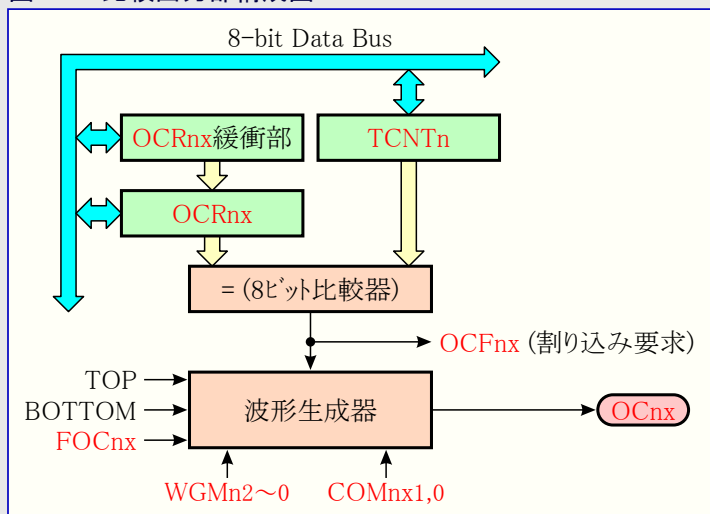 8-bit Data Bus
OCRnx緩衝部
TCNTn
OCRnx
= (8ビット比較器)
OCFnx (割り込み要求)
TOP
BOTTOM
FOCnx
波形生成器
OCnx
WGMn2～0
COMnx1,0